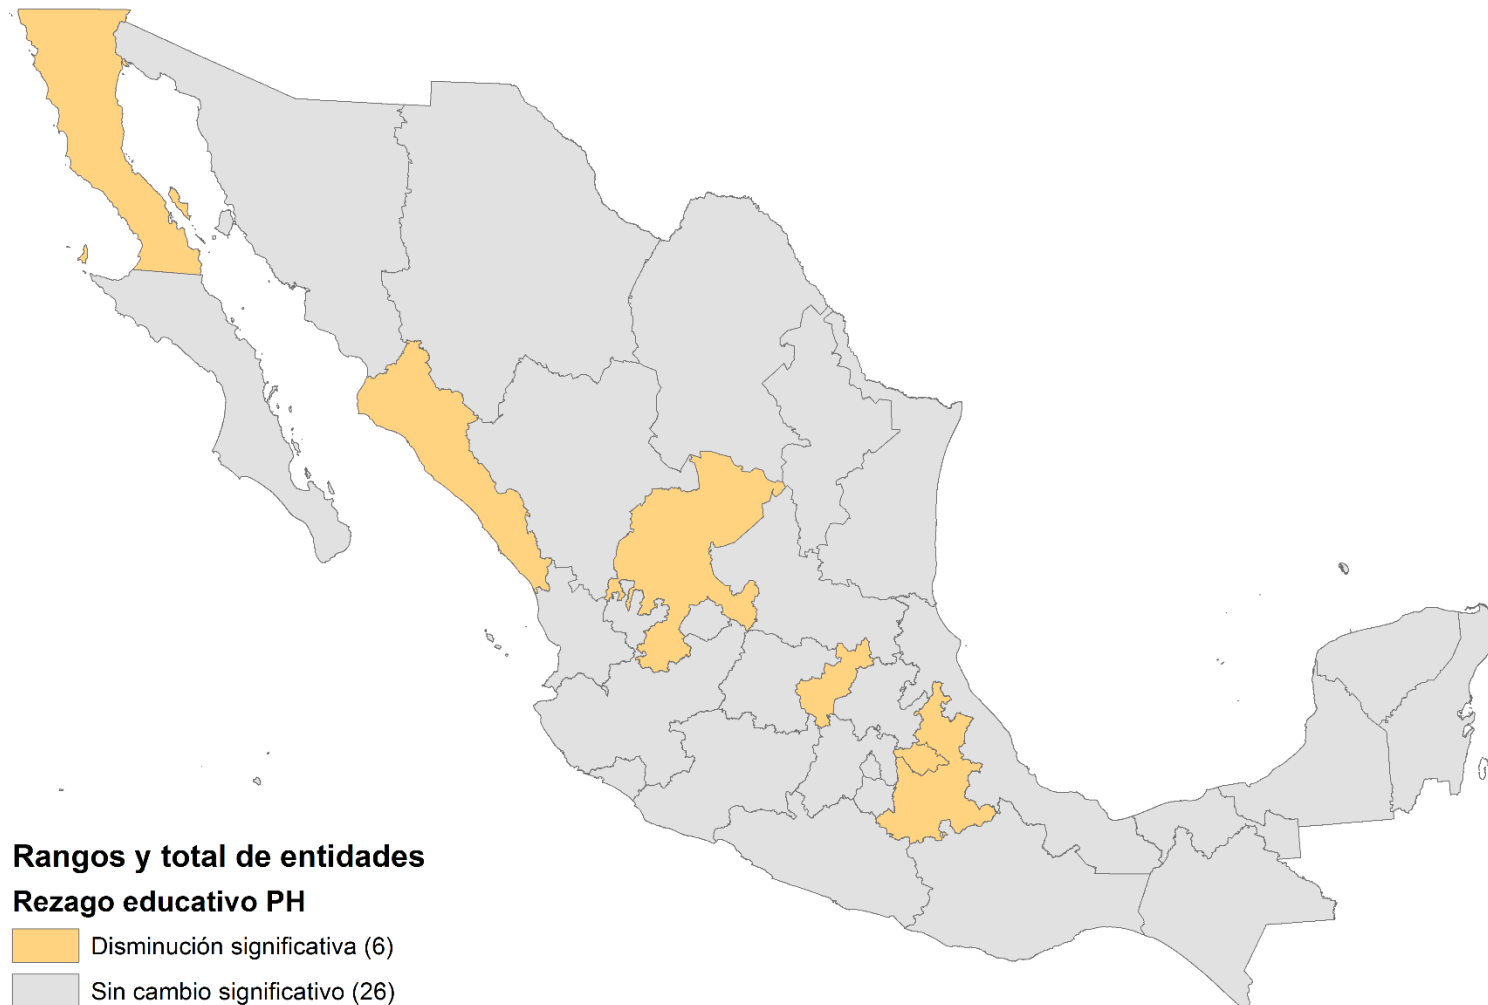 Rangos y total de entidades
Rezago educativo PH
Disminución significativa (6)
Sin cambio significativo (26)